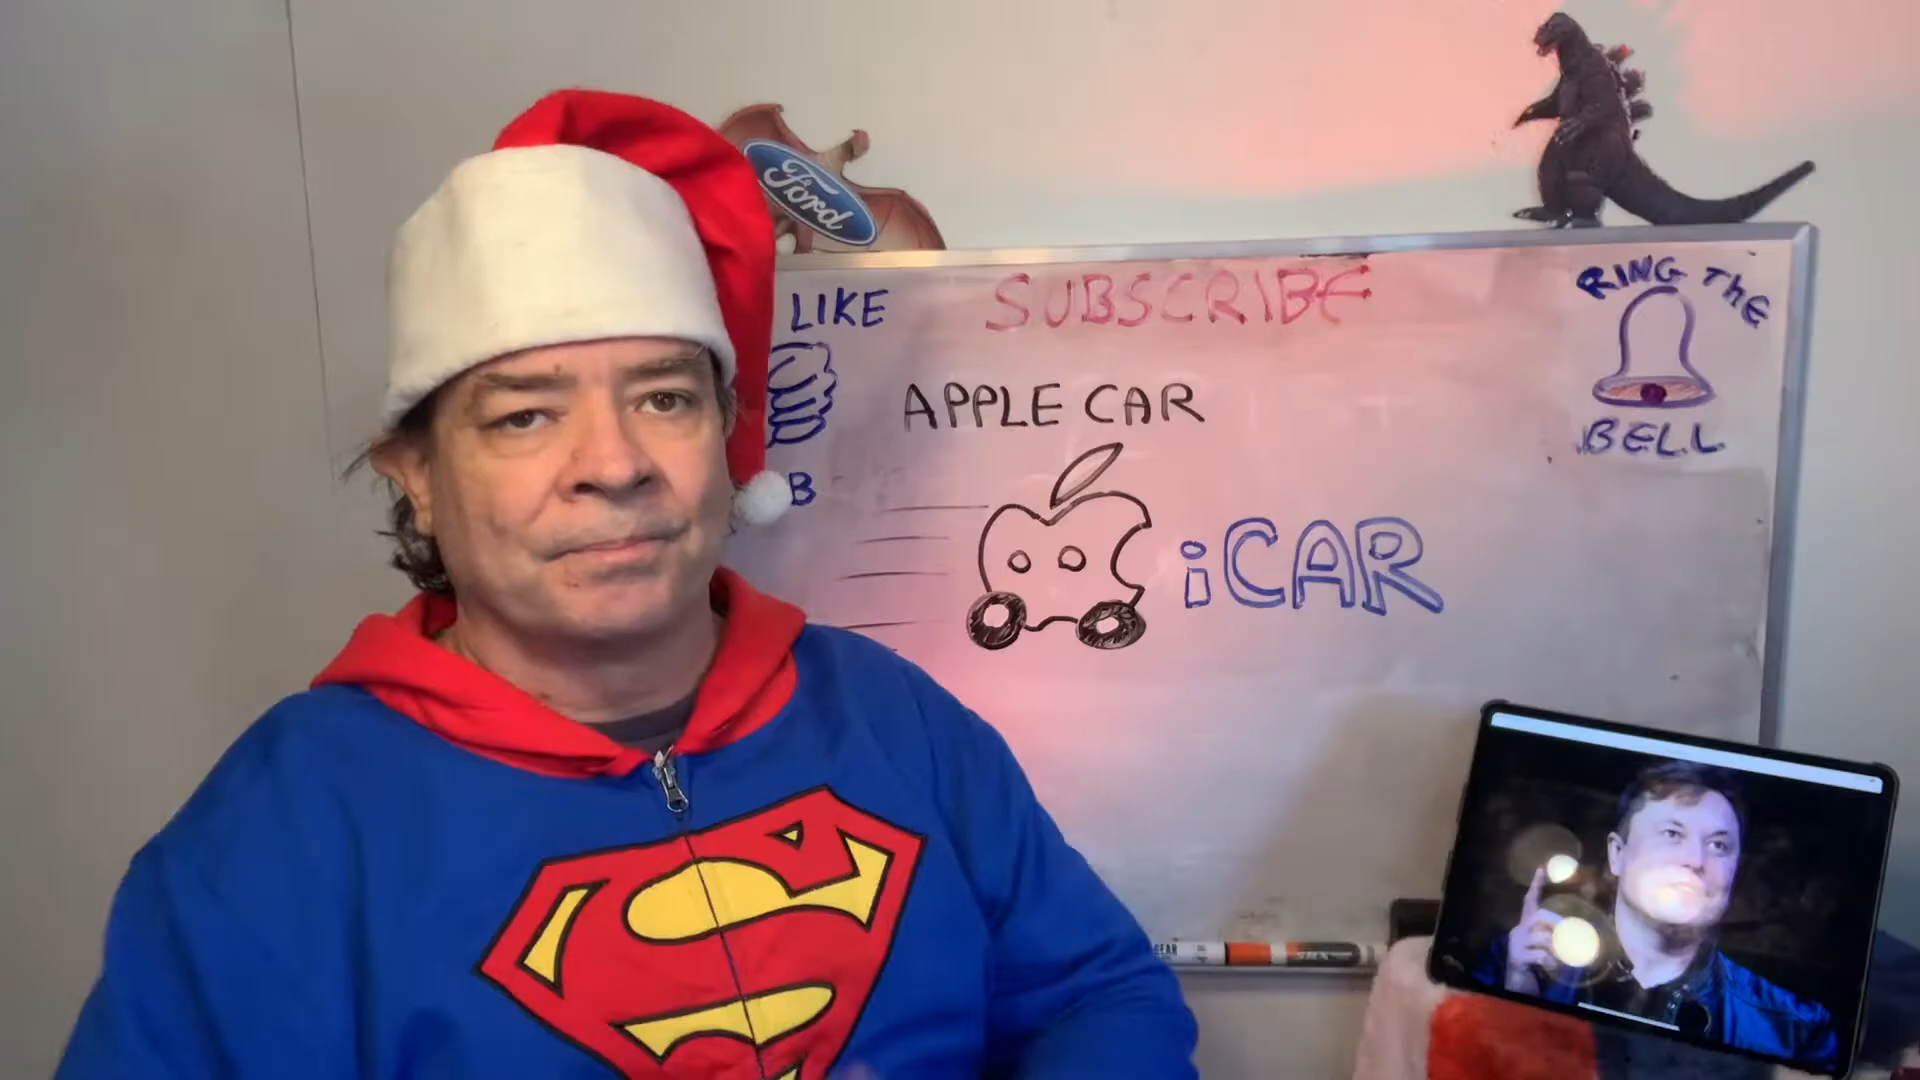 Ford
LIKE
SUBSCRIBE
RING THE
BELL
APPLE CAR
B
iCAR